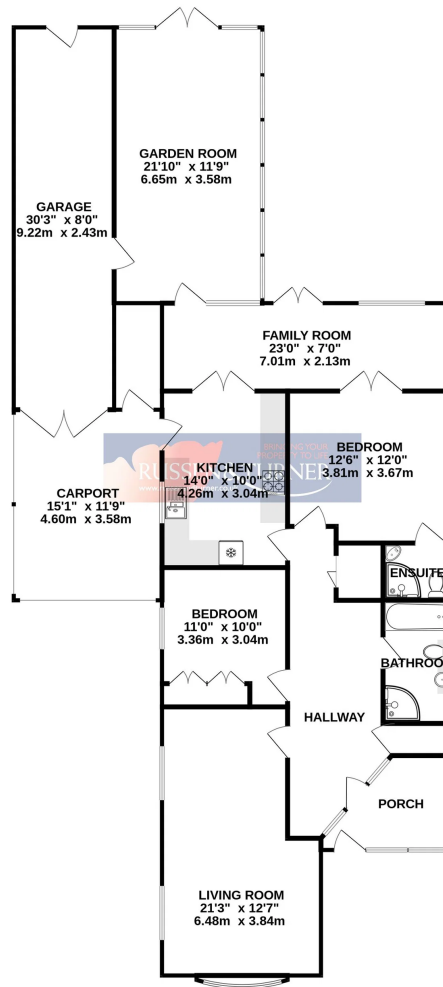 GARDEN ROOM
21'10" x 11'9"
6.65m x 3.58m
GARAGE
30'3" x 8'0"
9.22m x 2.43m
FAMILY ROOM
23'0" x 7'0"
7.01m x 2.13m
BEDROOM
12'6" x 12'0"
3.81m x 3.67m
KITCHEN
14'0" x 10'0"
4.26m x 3.04m
CARPORT
15'1" x 11'9"
4.60m x 3.58m
ENSUITE
BEDROOM
11'0" x 10'0"
3.36m x 3.04m
BATHROO
HALLWAY
PORCH
LIVING ROOM
21'3" x 12'7"
6.48m x 3.84m